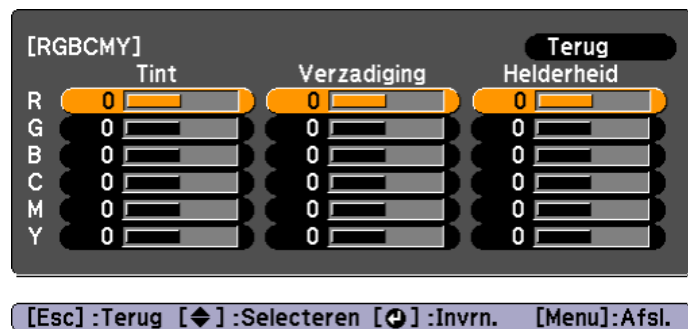 [RGBCMY] Terug
Tint Verzadiging Helderheid
R 0 0 0
G 0 0 0
B 0 0 0
C 0 0 0
M 0 0 0
Y 0 0 0
[Esc] :Terug [◆] :Selecteren [⏎] :Invrn. [Menu]:Afsl.